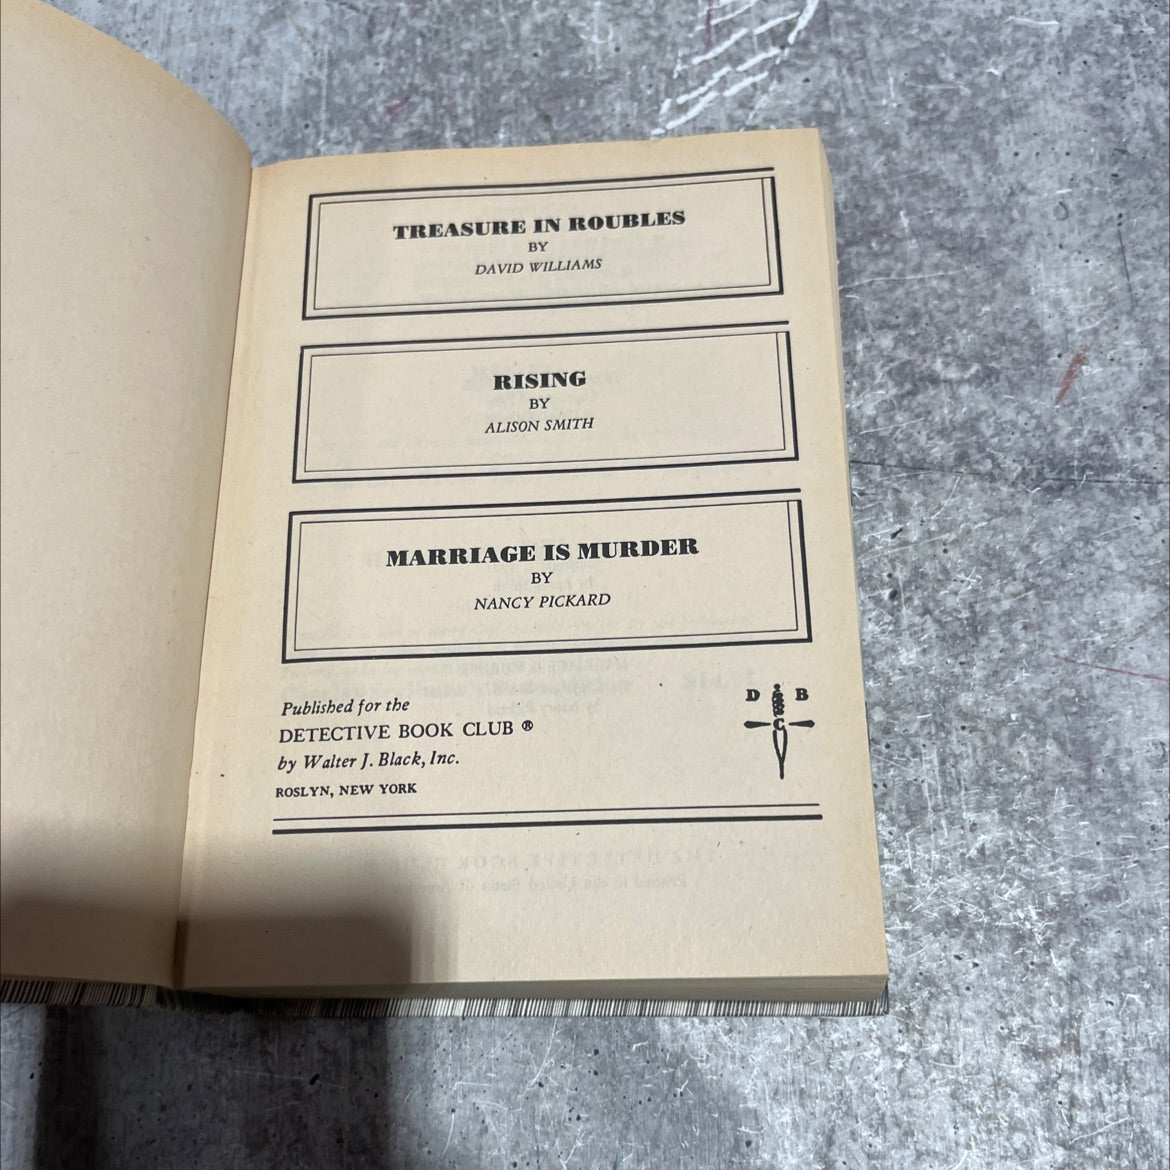 TREASURE IN ROUBLES
BY
DAVID WILLIAMS
RISING
BY
ALISON SMITH
MARRIAGE IS MURDER
BY
NANCY PICKARD
Published for the
DETECTIVE BOOK CLUB ®
by Walter J. Black, Inc.
ROSLYN, NEW YORK
D B
C